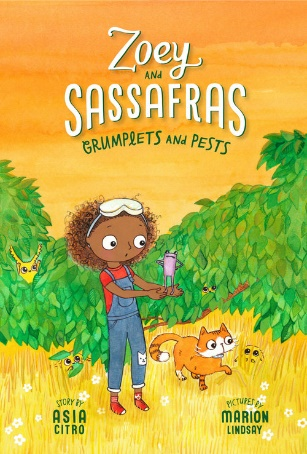 Zoey
AND
SASSAFRAS
GRUMPLETS AND PESTS
STORY BY
ASIA
CITRO
PICTURES BY
MARION
LINDSAY